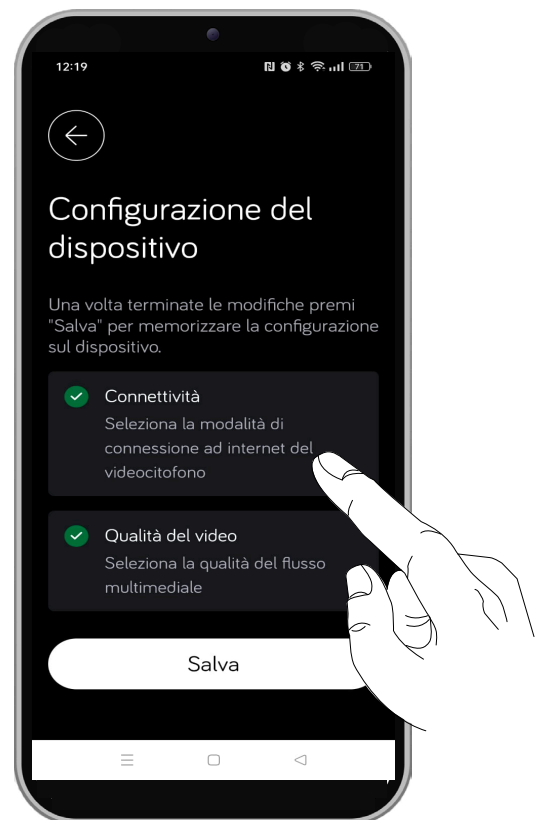 12:19
71
Configurazione del
dispositivo
Una volta terminate le modifiche premi
"Salva" per memorizzare la configurazione
sul dispositivo.
Connettività
Seleziona la modalità di
connessione ad internet del
videocitofono
Qualità del video
Seleziona la qualità del flusso
multimediale
Salva